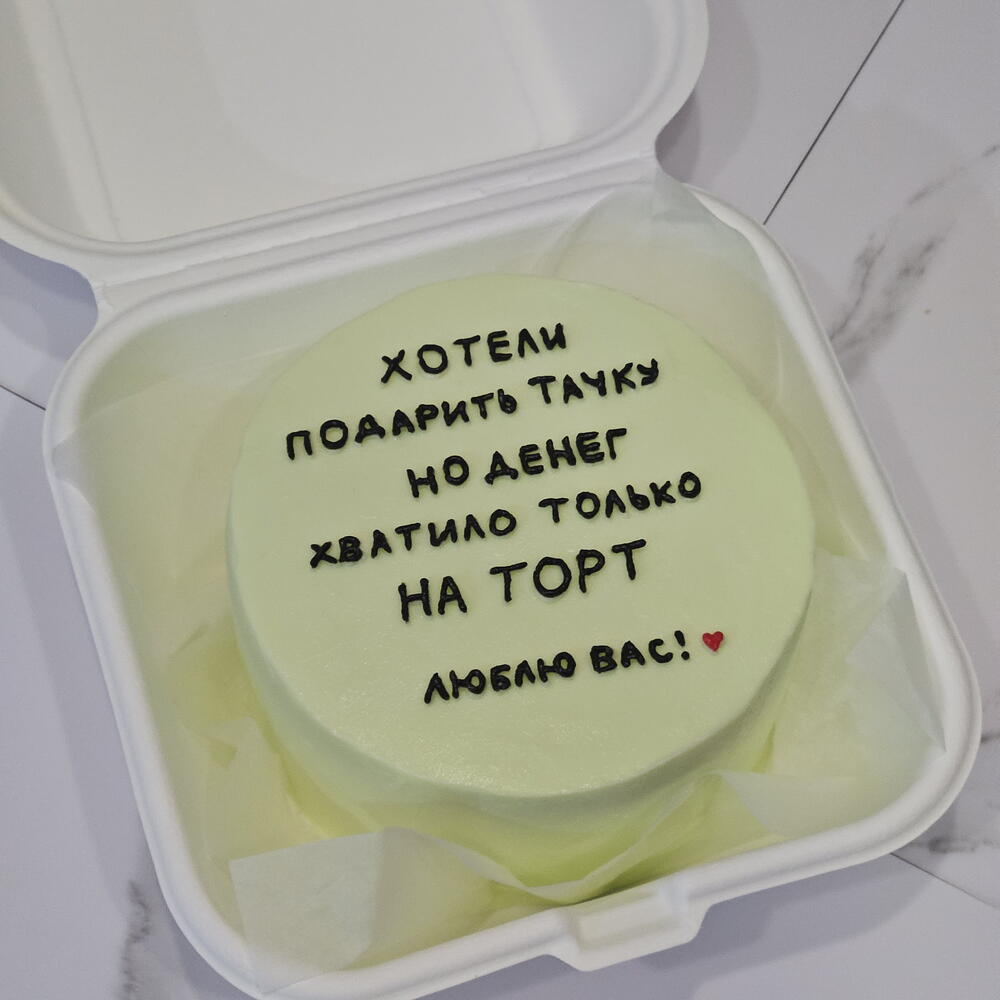 ХОТЕЛИ
ПОДАРИТЬ ТАЧКУ
НО ДЕНЕГ
ХВАТИЛО ТОЛЬКО
НА ТОРТ
ЛЮБЛЮ ВАС!